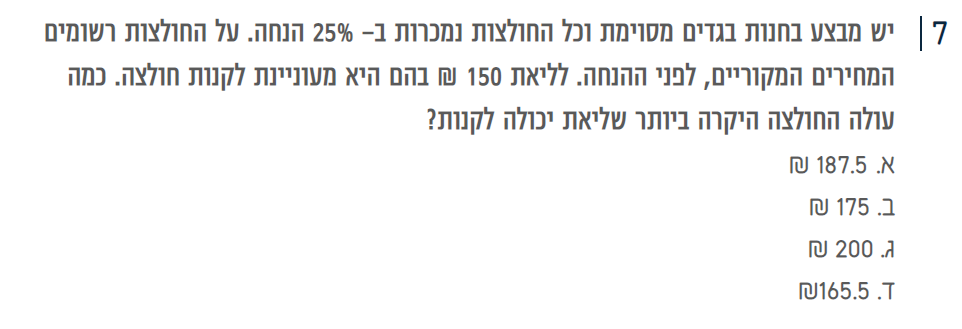 7 | יש מבצע בחנות בגדים מסוימת וכל החולצות נמכרות ב– 25% הנחה. על החולצות רשומים
המחירים המקוריים, לפני ההנחה. לליאת 150 ₪ בהם היא מעוניינת לקנות חולצה. כמה
עולה החולצה היקרה ביותר שליאת יכולה לקנות?
א. 187.5 ₪
ב. 175 ₪
ג. 200 ₪
ד. 165.5₪